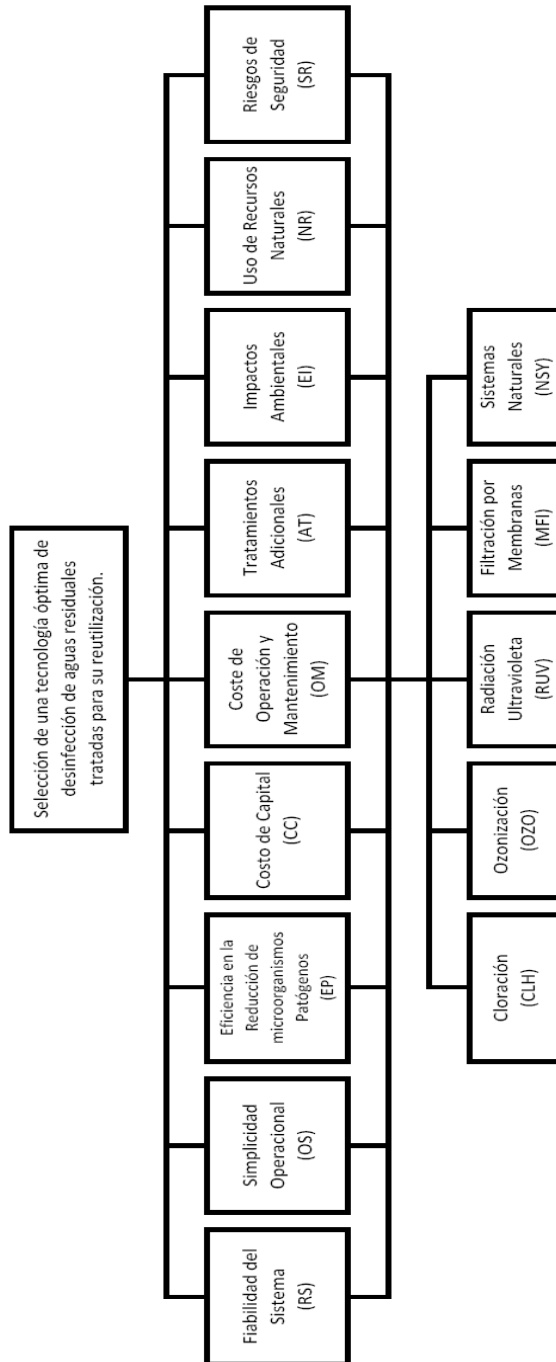 Selección de una tecnología óptima de
desinfección de aguas residuales
tratadas para su reutilización.
Fiabilidad del
Sistema
(RS)
Simplicidad
Operacional
(OS)
Eficiencia en la
Reducción de
microorganismos
Patógenos
(EP)
Costo de Capital
(CC)
Coste de
Operación y
Mantenimiento
(OM)
Tratamientos
Adicionales
(AT)
Impactos
Ambientales
(EI)
Uso de Recursos
Naturales
(NR)
Riesgos de
Seguridad
(SR)
Cloración
(CLH)
Ozonización
(OZO)
Radiación
Ultravioleta
(RUV)
Filtración por
Membranas
(MFI)
Sistemas
Naturales
(NSY)